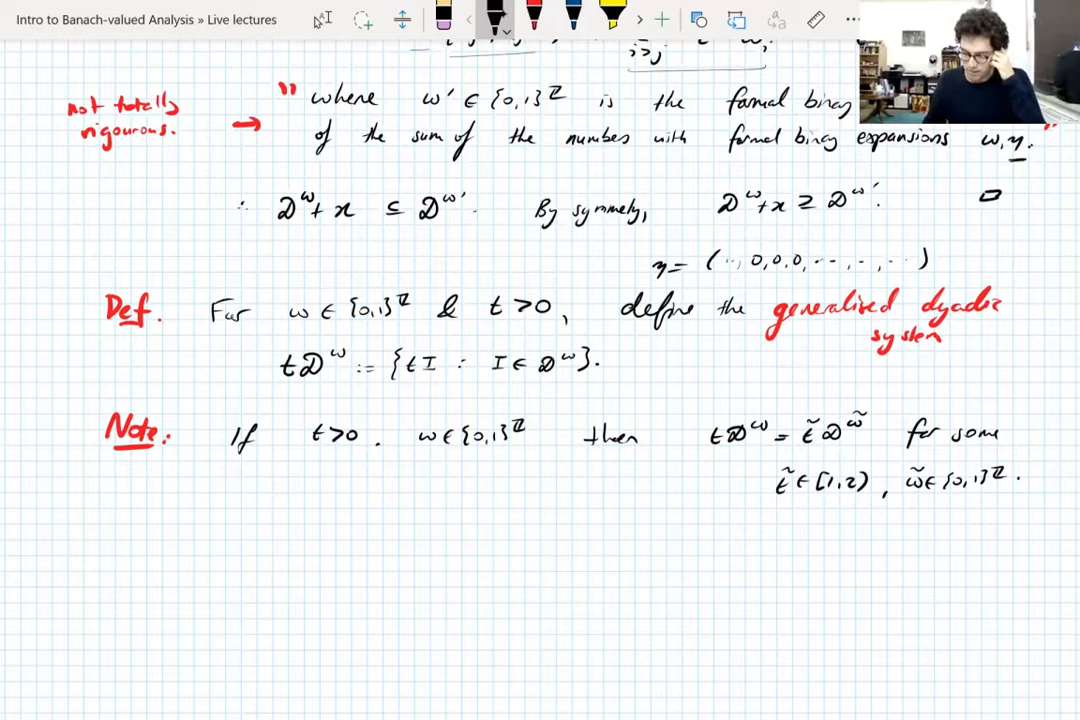 Intro to Banach-valued Analysis » Live lectures
not totally rigourous. → " where ω' ∈ {0,1}^ℤ is the formal binary
of the sum of the numbers with formal binary expansions ω, η. "
∴ 𝒟^ω + x ⊆ 𝒟^ω'. By symmetry, 𝒟^ω + x ⊇ 𝒟^ω'. □
η = ( .., 0,0,0, ..., .., .. )
Def. For ω ∈ {0,1}^ℤ & t > 0, define the generalised dyadic
system
t𝒟^ω := { tI : I ∈ 𝒟^ω }.
Note: If t>0, ω ∈ {0,1}^ℤ then t𝒟^ω = t̃𝒟^ω̃ for some
t̃ ∈ [1,2), ω̃ ∈ {0,1}^ℤ.